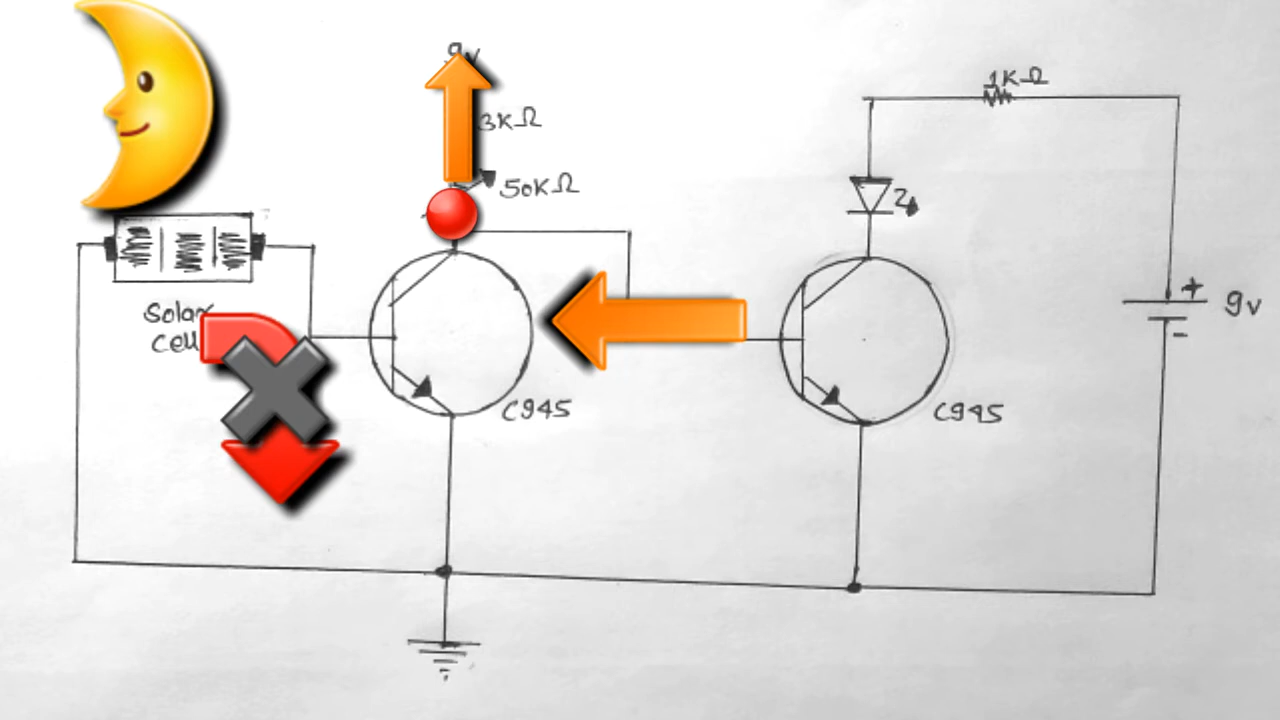 9v
3KΩ
50KΩ
1KΩ
Solar
Cell
C945
C945
+
9v
-